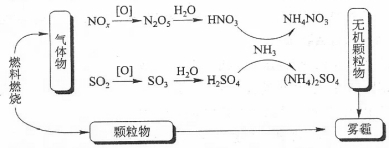 燃料燃烧
气体物
NOₓ [O] N₂O₅ H₂O HNO₃ NH₄NO₃
NH₃
SO₂ [O] SO₃ H₂O H₂SO₄ (NH₄)₂SO₄
无机颗粒物
颗粒物
雾霾